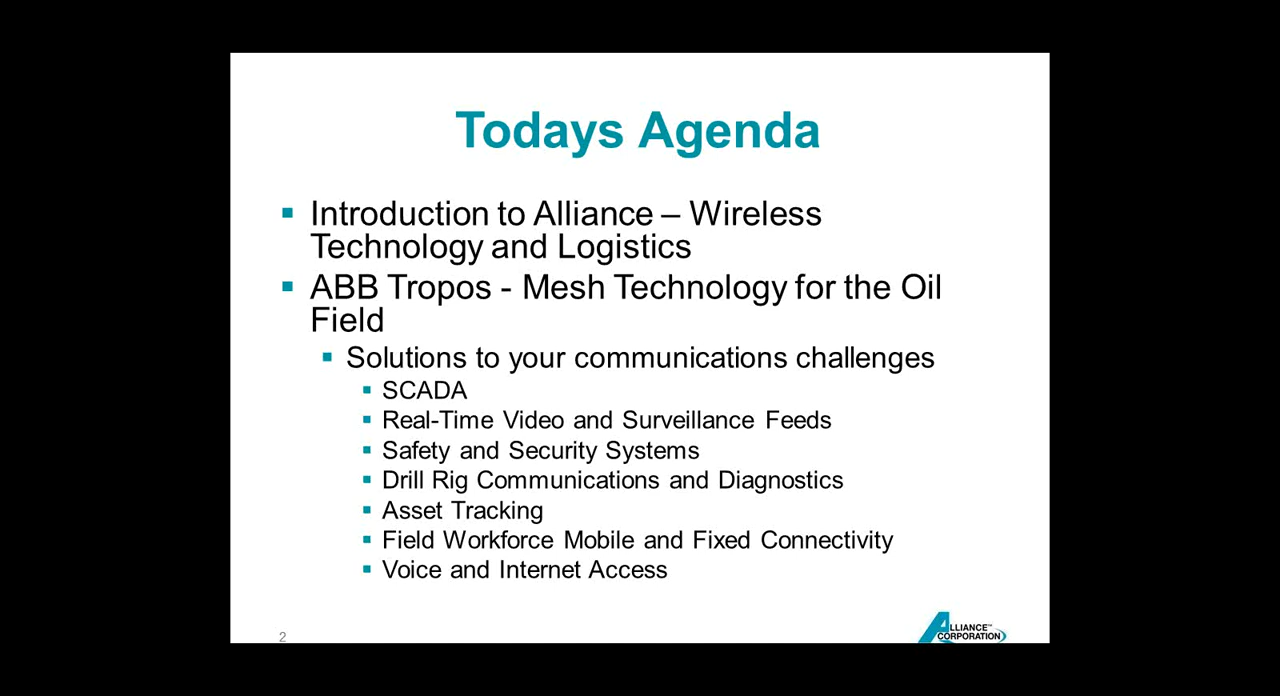 Todays Agenda
Introduction to Alliance – Wireless
Technology and Logistics
ABB Tropos - Mesh Technology for the Oil
Field
Solutions to your communications challenges
SCADA
Real-Time Video and Surveillance Feeds
Safety and Security Systems
Drill Rig Communications and Diagnostics
Asset Tracking
Field Workforce Mobile and Fixed Connectivity
Voice and Internet Access
2
ALLIANCE™
CORPORATION